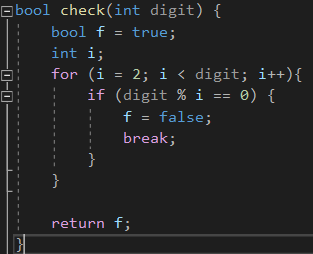 bool check(int digit) {
    bool f = true;
    int i;
    for (i = 2; i < digit; i++){
        if (digit % i == 0) {
            f = false;
            break;
        }
    }

    return f;
}